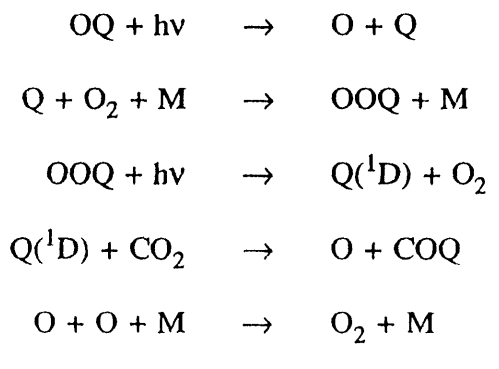 OQ + hν → O + Q
Q + O₂ + M → OOQ + M
OOQ + hν → Q(¹D) + O₂
Q(¹D) + CO₂ → O + COQ
O + O + M → O₂ + M